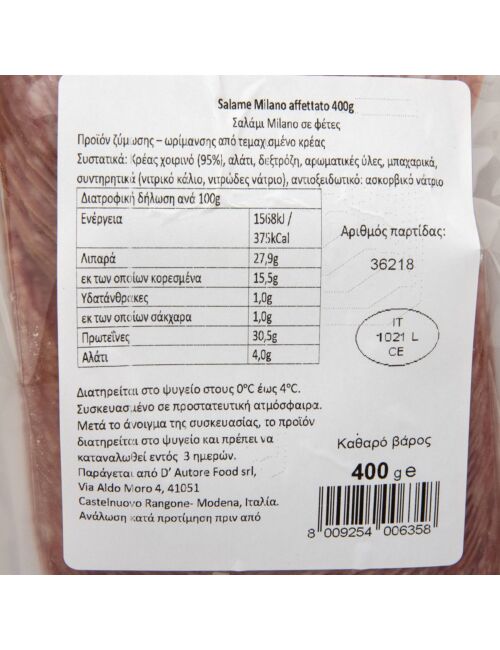 Salame Milano affettato 400g
Σαλάμι Milano σε φέτες
Προϊόν ζύμωσης – ωρίμανσης από τεμαχισμένο κρέας
Συστατικά: Κρέας χοιρινό (95%), αλάτι, δεξτρόζη, αρωματικές ύλες, μπαχαρικά,
συντηρητικά (νιτρικό κάλιο, νιτρώδες νάτριο), αντιοξειδωτικό: ασκορβικό νάτριο
Διατροφική δήλωση ανά 100g
Ενέργεια 1568kJ /
375kCal
Λιπαρά 27,9g
εκ των οποίων κορεσμένα 15,5g
Υδατάνθρακες 1,0g
εκ των οποίων σάκχαρα 1,0g
Πρωτεΐνες 30,5g
Αλάτι 4,0g
Αριθμός παρτίδας:
36218
IT
1021 L
CE
Διατηρείται στο ψυγείο στους 0°C έως 4°C.
Συσκευασμένο σε προστατευτική ατμόσφαιρα.
Μετά το άνοιγμα της συσκευασίας, το προϊόν
διατηρείται στο ψυγείο και πρέπει να
καταναλωθεί εντός 3 ημερών.
Παράγεται από D' Autore Food srl,
Via Aldo Moro 4, 41051
Castelnuovo Rangone- Modena, Ιταλία.
Ανάλωση κατά προτίμηση πριν από
Καθαρό βάρος
400 g e
8 009254 006358